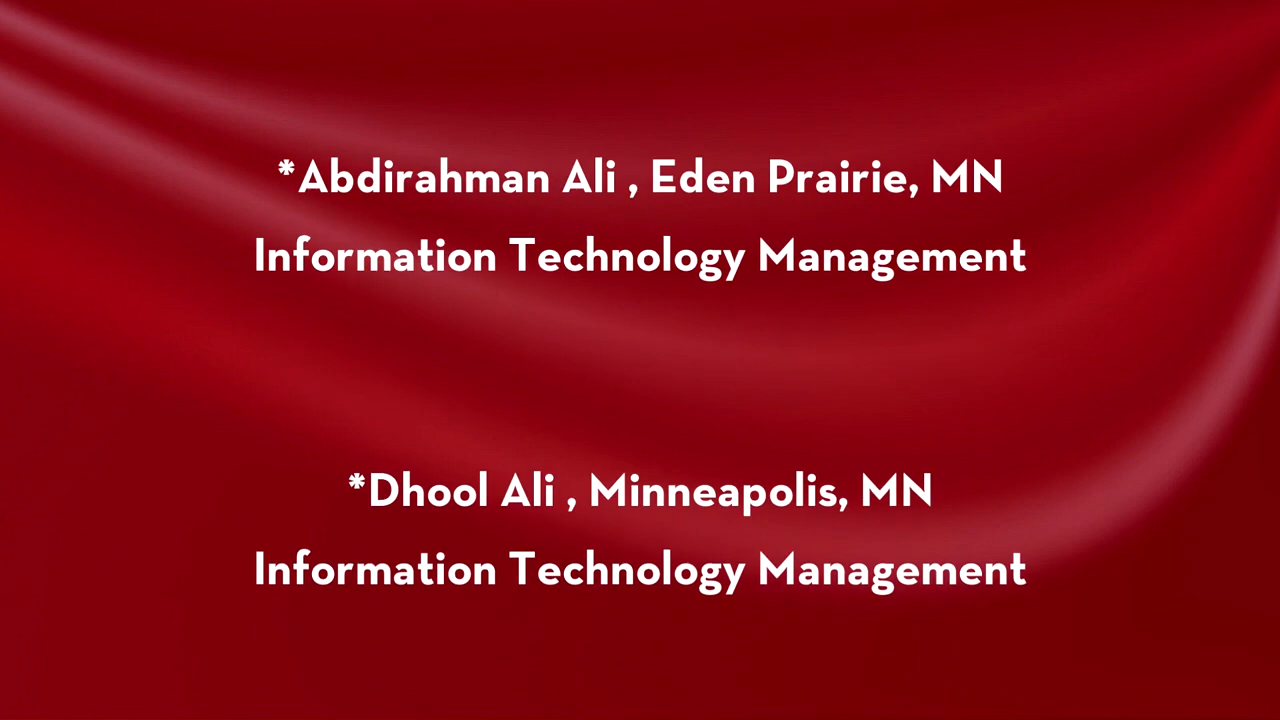 *Abdirahman Ali , Eden Prairie, MN
Information Technology Management
*Dhool Ali , Minneapolis, MN
Information Technology Management